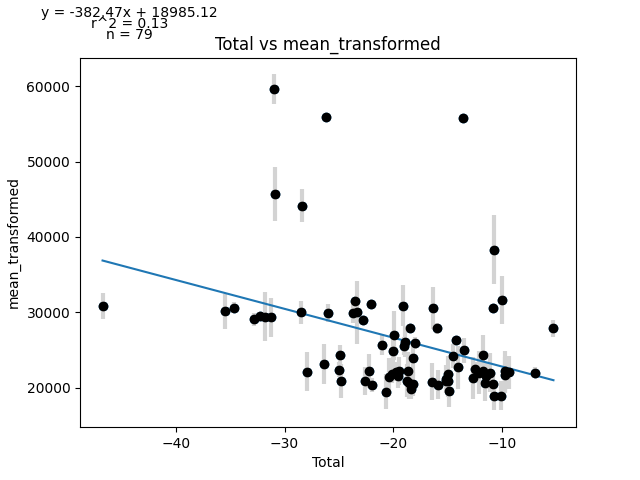 y = -382.47x + 18985.12
r^2 = 0.13
n = 79
Total vs mean_transformed
60000
50000
40000
30000
20000
mean_transformed
−40
−30
−20
−10
Total